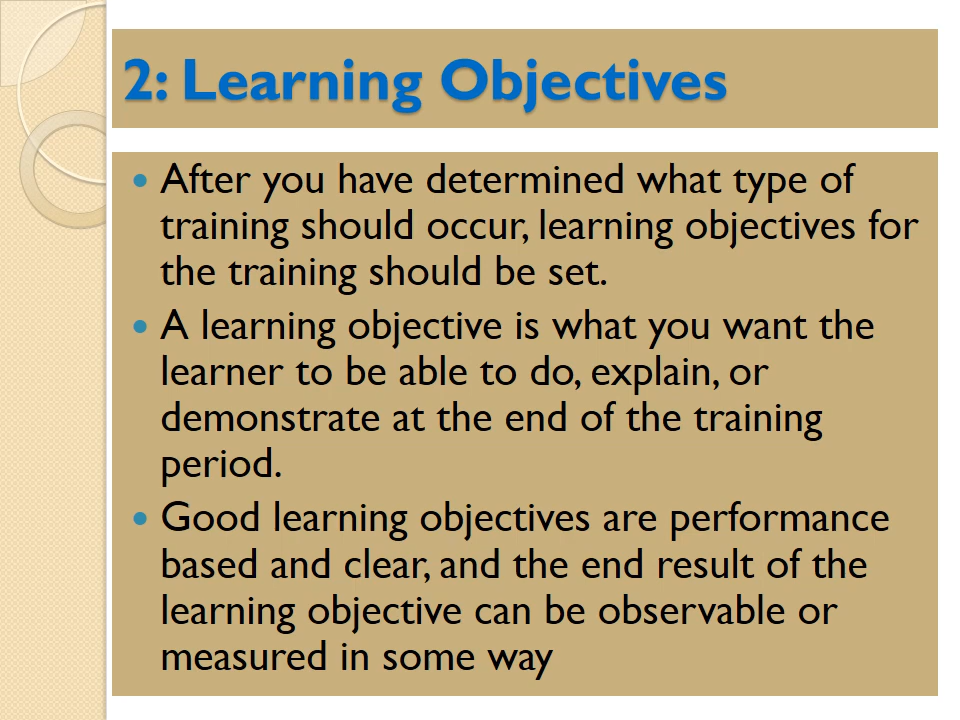 2: Learning Objectives
• After you have determined what type of
training should occur, learning objectives for
the training should be set.
• A learning objective is what you want the
learner to be able to do, explain, or
demonstrate at the end of the training
period.
• Good learning objectives are performance
based and clear, and the end result of the
learning objective can be observable or
measured in some way